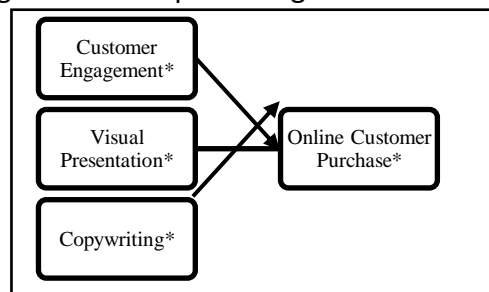 Customer
Engagement*
Visual
Presentation*
Online Customer
Purchase*
Copywriting*